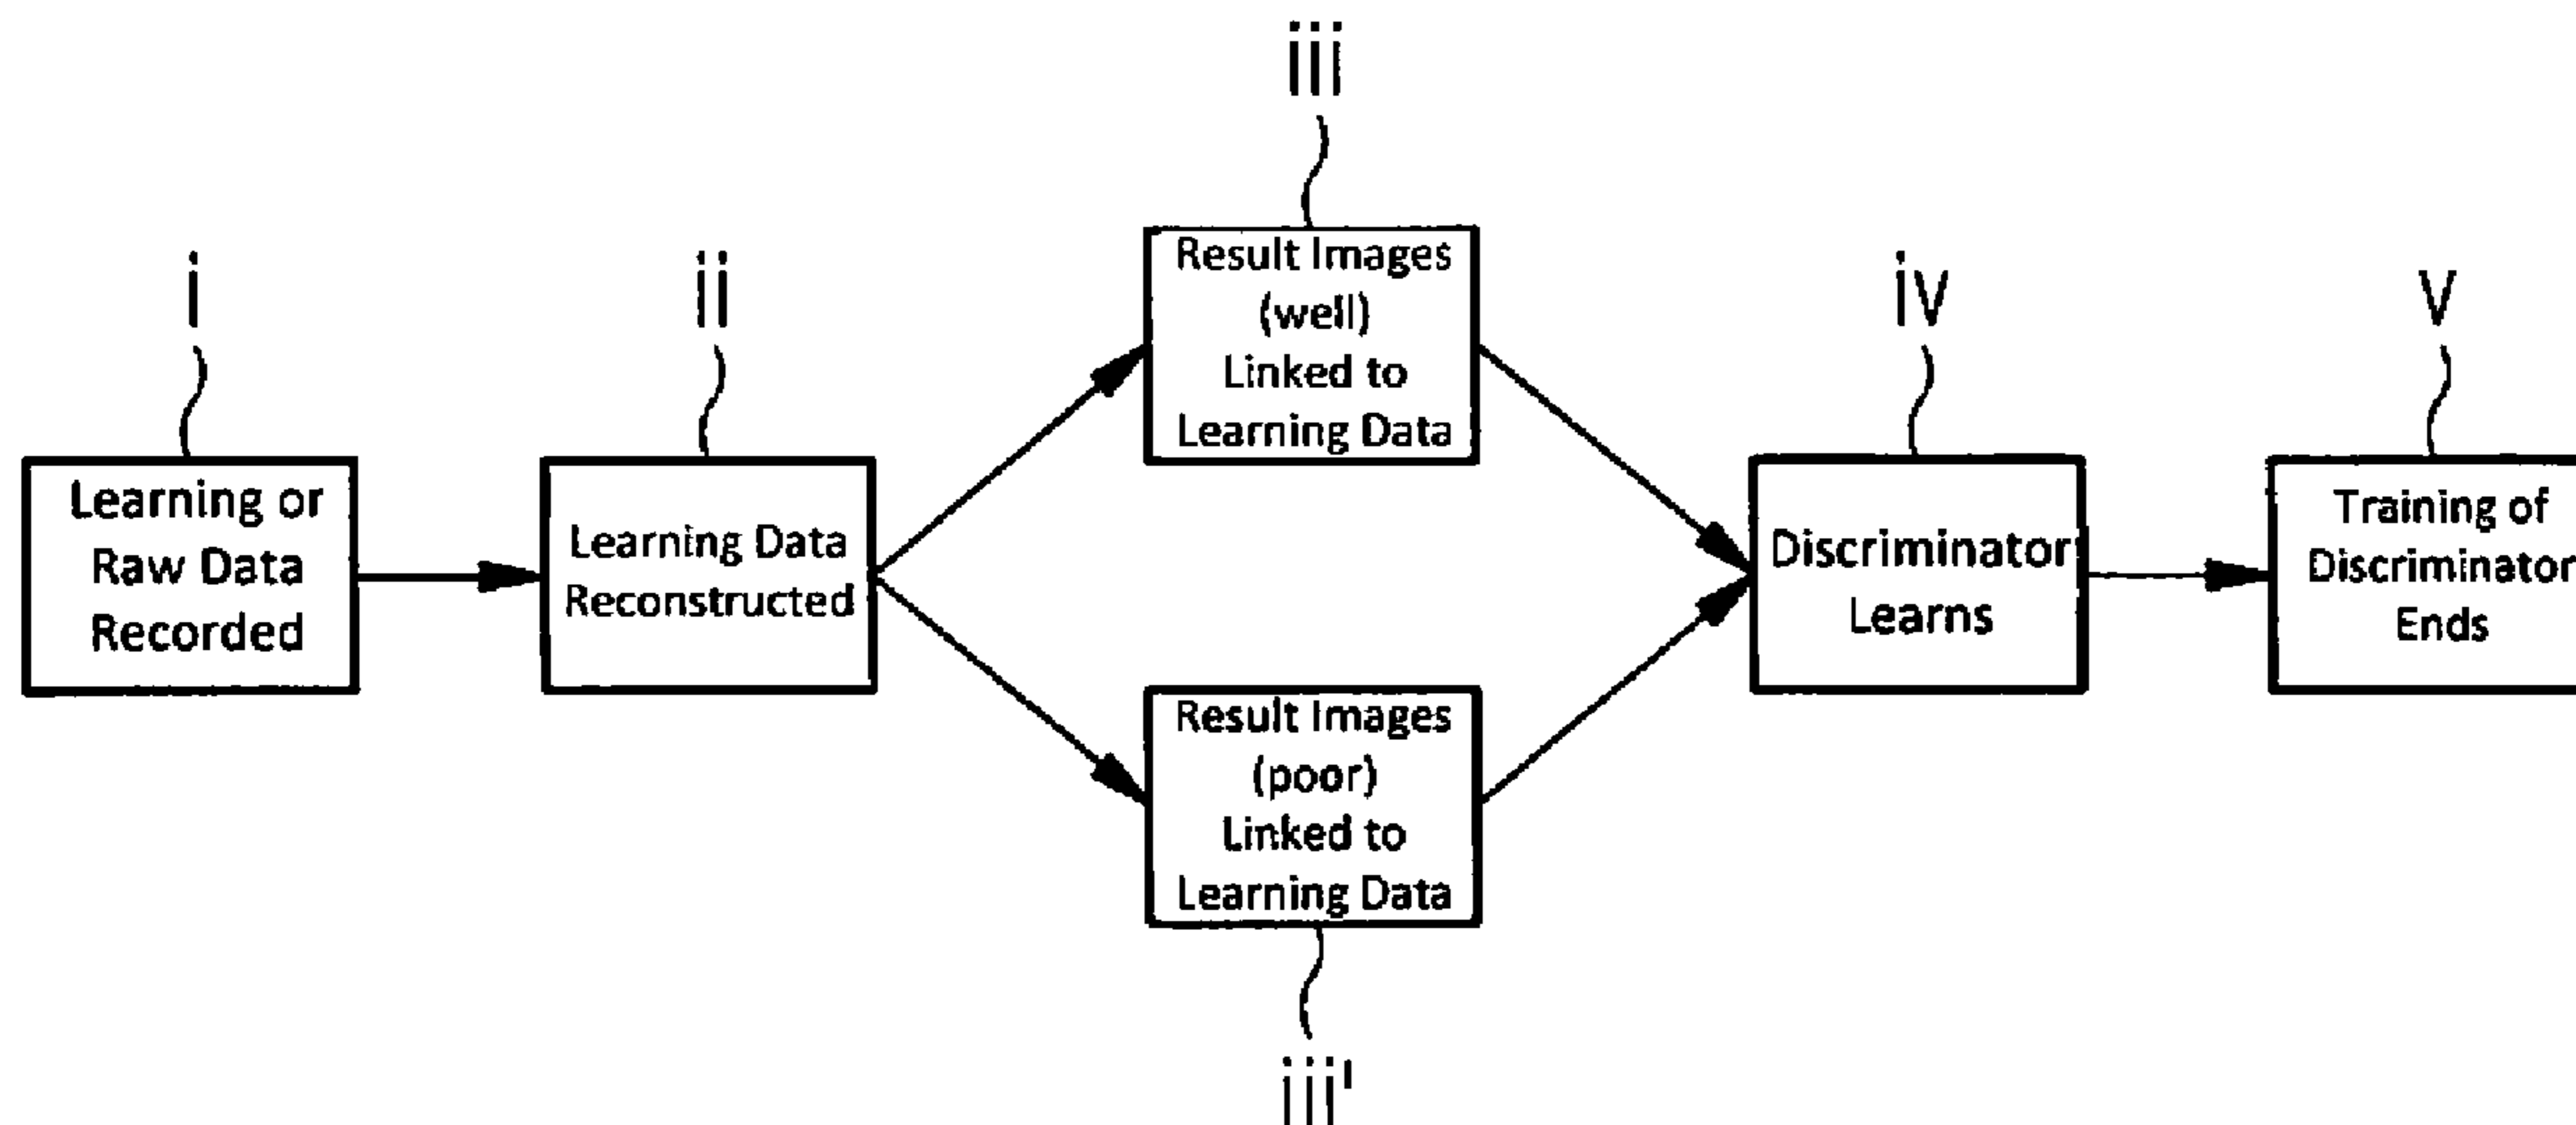 iii
i
ii
iv
v
Result Images
(well)
Linked to
Learning Data
Learning or
Raw Data
Recorded
Learning Data
Reconstructed
Discriminator
Learns
Training of
Discriminator
Ends
Result Images
(poor)
Linked to
Learning Data
iii'